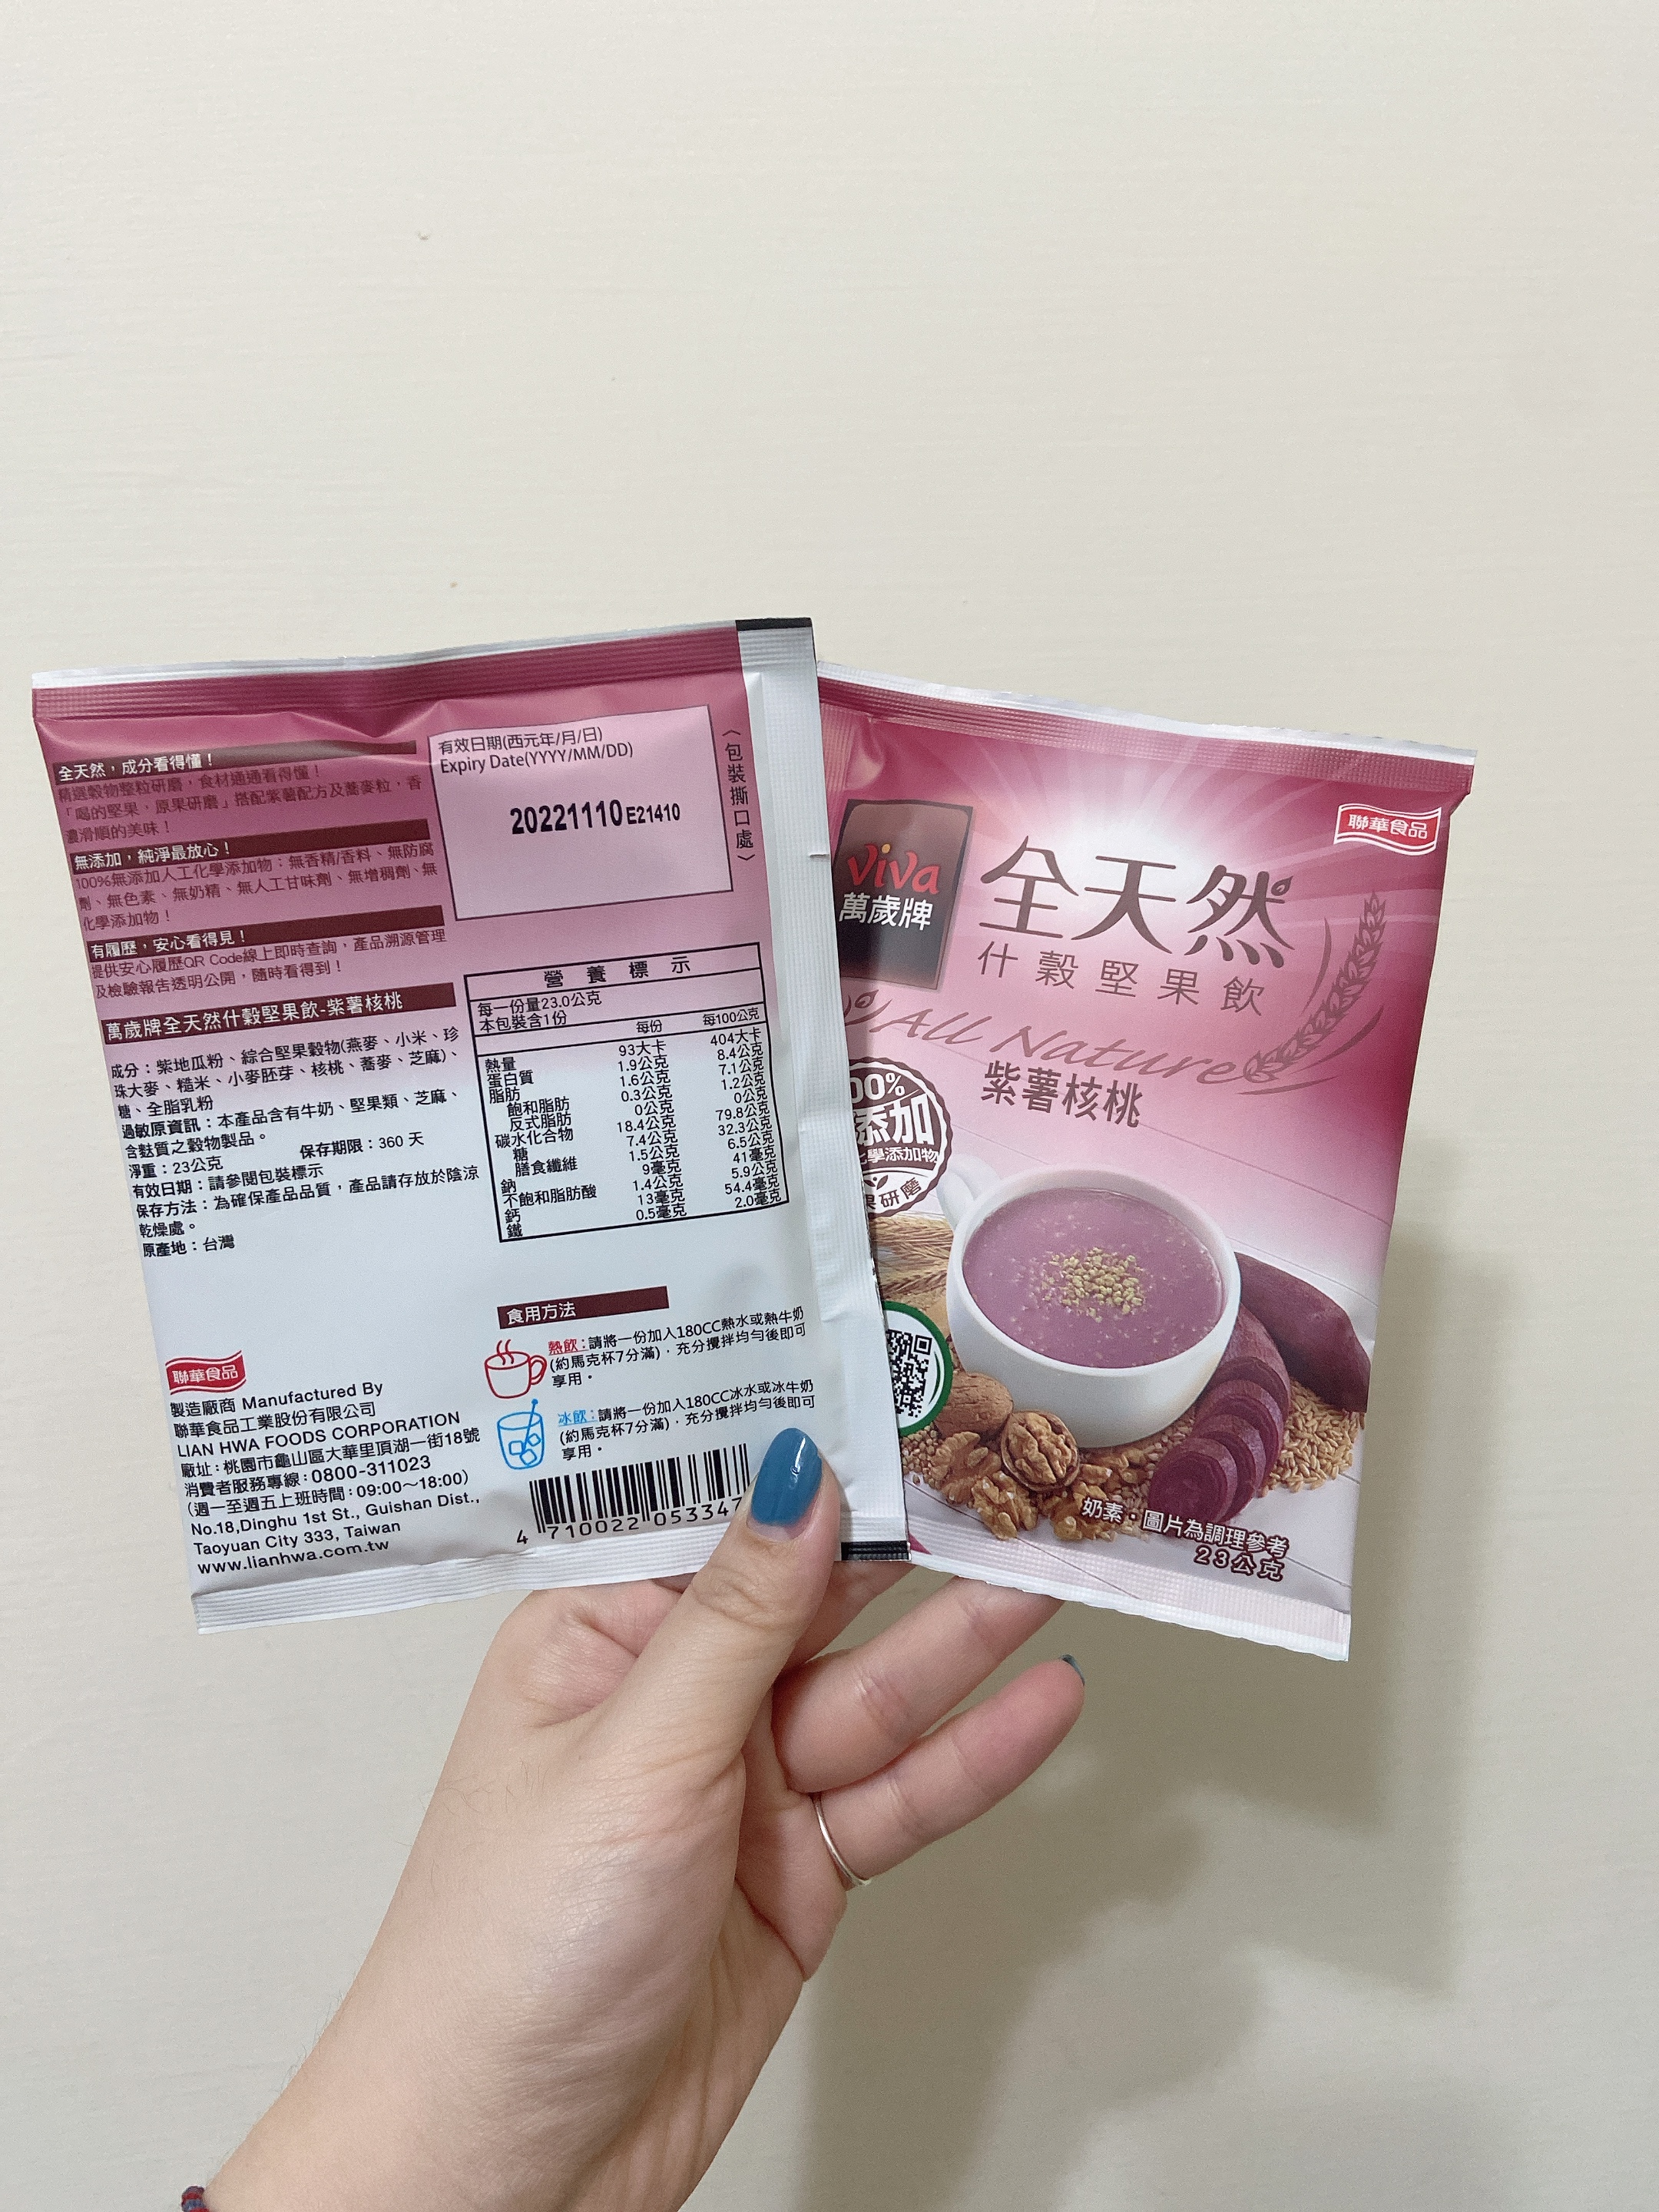 全天然，成分看得懂！
精選穀物整粒研磨，食材通通看得懂！
「喝的堅果，原果研磨」搭配紫薯配方及蕎麥粒，香
濃滑順的美味！
無添加，純淨最放心！
100%無添加人工化學添加物：無香精/香料、無防腐
劑、無色素、無奶精、無人工甘味劑、無增稠劑、無
化學添加物！
有履歷，安心看得見！
提供安心履歷QR Code線上即時查詢，產品溯源管理
及檢驗報告透明公開，隨時看得到！
萬歲牌全天然什穀堅果飲-紫薯核桃
成分：紫地瓜粉、綜合堅果穀物(燕麥、小米、珍
珠大麥、糙米、小麥胚芽、核桃、蕎麥、芝麻)、
糖、全脂乳粉
過敏原資訊：本產品含有牛奶、堅果類、芝麻、
含麩質之穀物製品。
淨重：23公克 保存期限：360 天
有效日期：請參閱包裝標示
保存方法：為確保產品品質，產品請存放於陰涼
乾燥處。
原產地：台灣
聯華食品
製造廠商 Manufactured By
聯華食品工業股份有限公司
LIAN HWA FOODS CORPORATION
廠址：桃園市龜山區大華里頂湖一街18號
消費者服務專線：0800-311023
(週一至週五上班時間：09:00～18:00)
No.18,Dinghu 1st St., Guishan Dist.,
Taoyuan City 333, Taiwan
www.lianhwa.com.tw
有效日期(西元年/月/日)
Expiry Date(YYYY/MM/DD)
20221110 E21410
〈包裝撕口處〉
營養標示
每一份量23.0公克
本包裝含1份
每份 每100公克
熱量 93大卡 404大卡
蛋白質 1.9公克 8.4公克
脂肪 1.6公克 7.1公克
飽和脂肪 0.3公克 1.2公克
反式脂肪 0公克 0公克
碳水化合物 18.4公克 79.8公克
糖 7.4公克 32.3公克
膳食纖維 1.5公克 6.5公克
鈉 9毫克 41毫克
不飽和脂肪酸 1.4公克 5.9公克
鈣 13毫克 54.4毫克
鐵 0.5毫克 2.0毫克
食用方法
熱飲：請將一份加入180CC熱水或熱牛奶
(約馬克杯7分滿)，充分攪拌均勻後即可
享用。
冰飲：請將一份加入180CC冰水或冰牛奶
(約馬克杯7分滿)，充分攪拌均勻後即可
享用。
4 710022 053347
聯華食品
viva
萬歲牌
全天然
什穀堅果飲
All Nature
紫薯核桃
00%
添加
化學添加物
果研磨
奶素・圖片為調理參考
23公克